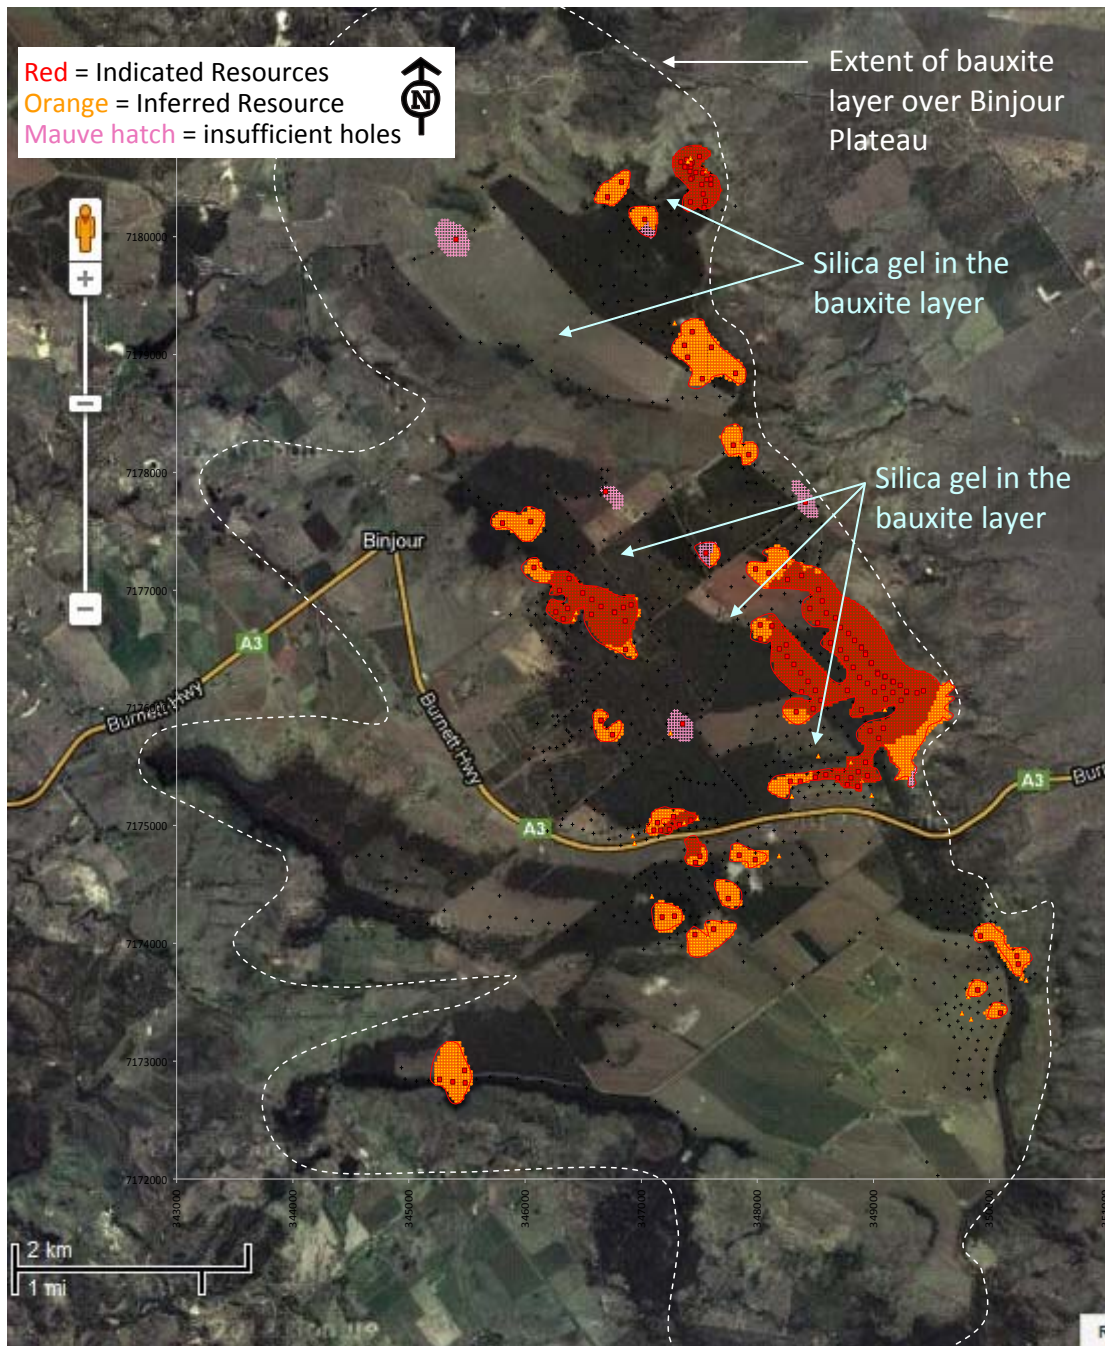 Red = Indicated Resources
Orange = Inferred Resource
Mauve hatch = insufficient holes
N
Extent of bauxite
layer over Binjour
Plateau
Silica gel in the
bauxite layer
Silica gel in the
bauxite layer
7180000
7179000
7178000
7177000
7176000
7175000
7174000
7173000
7172000
343000
344000
345000
346000
347000
348000
349000
350000
Binjour
A3
Burnett Hwy
Burnett Hwy
A3
A3
Burn
2 km
1 mi
R